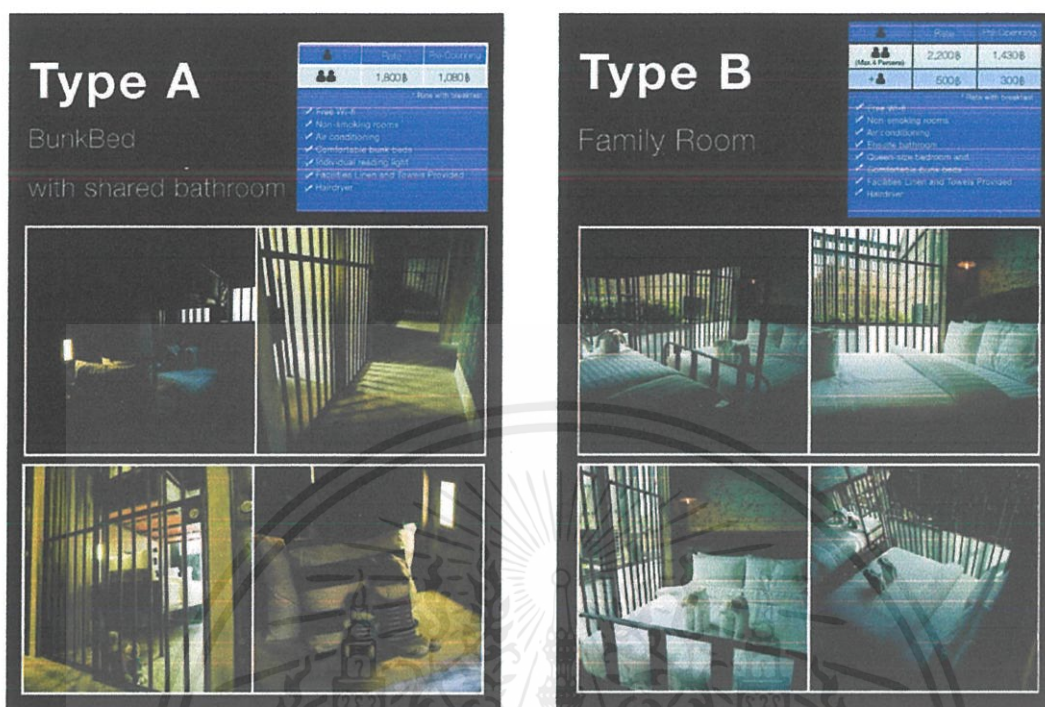 Type A
BunkBed
with shared bathroom
Rate Pre-Openning
1,800฿ 1,080฿
* Rate with breakfast
✓ Free Wi-fi
✓ Non-smoking rooms
✓ Air conditioning
✓ Comfortable bunk beds
✓ Individual reading light
✓ Facilities Linen and Towels Provided
✓ Hairdryer
Type B
Family Room
Rate Pre-Openning
(Max.4 Persons) 2,200฿ 1,430฿
+ 500฿ 300฿
* Rate with breakfast
✓ Free Wi-fi
✓ Non-smoking rooms
✓ Air conditioning
✓ Ensuite bathroom
✓ Queen-size bedroom and
✓ Comfortable bunk beds
✓ Facilities Linen and Towels Provided
✓ Hairdryer